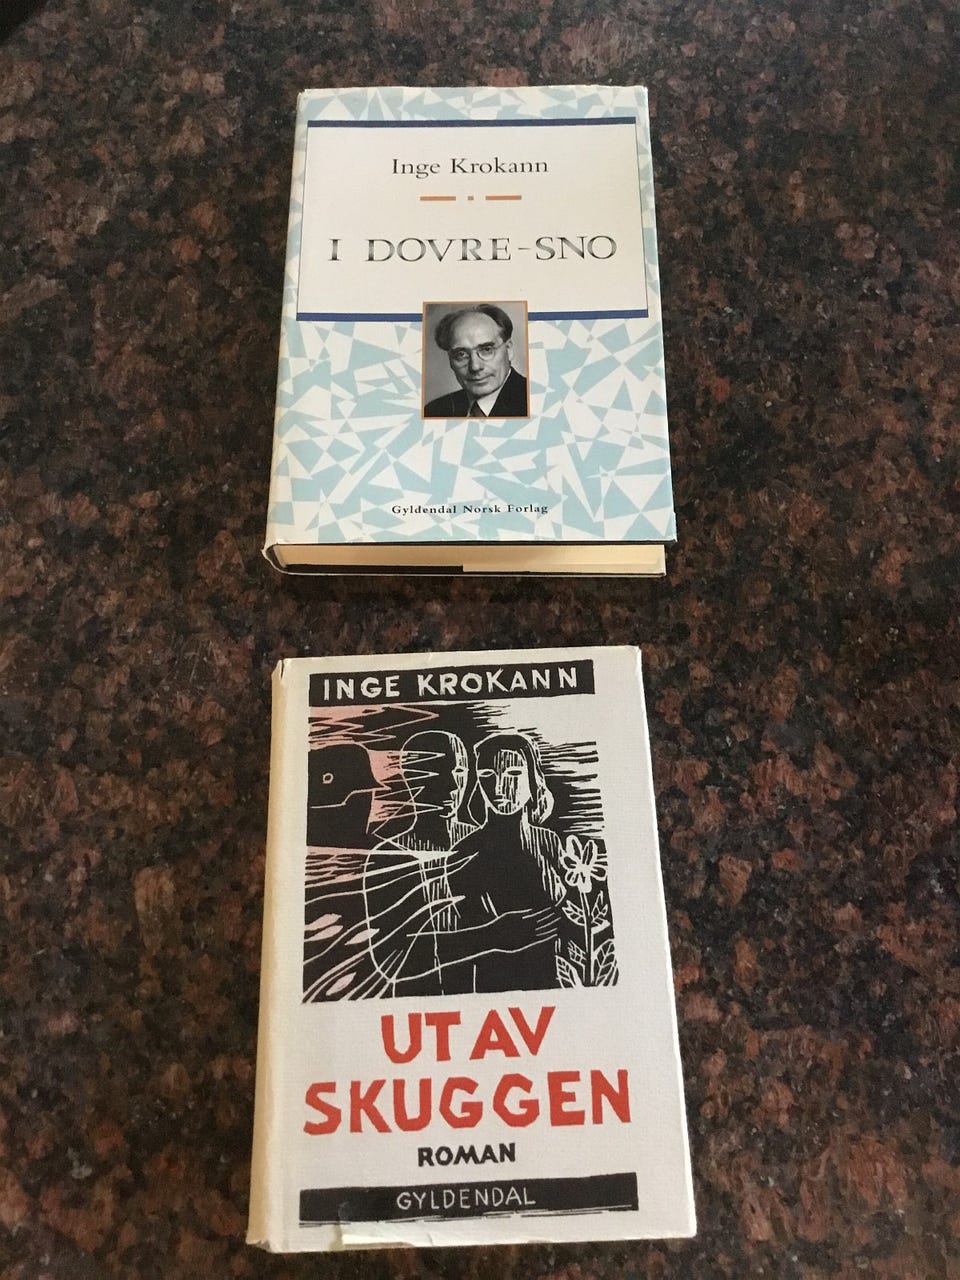 Inge Krokann
I DOVRE-SNO
Gyldendal Norsk Forlag
INGE KROKANN
UT AV
SKUGGEN
ROMAN
GYLDENDAL